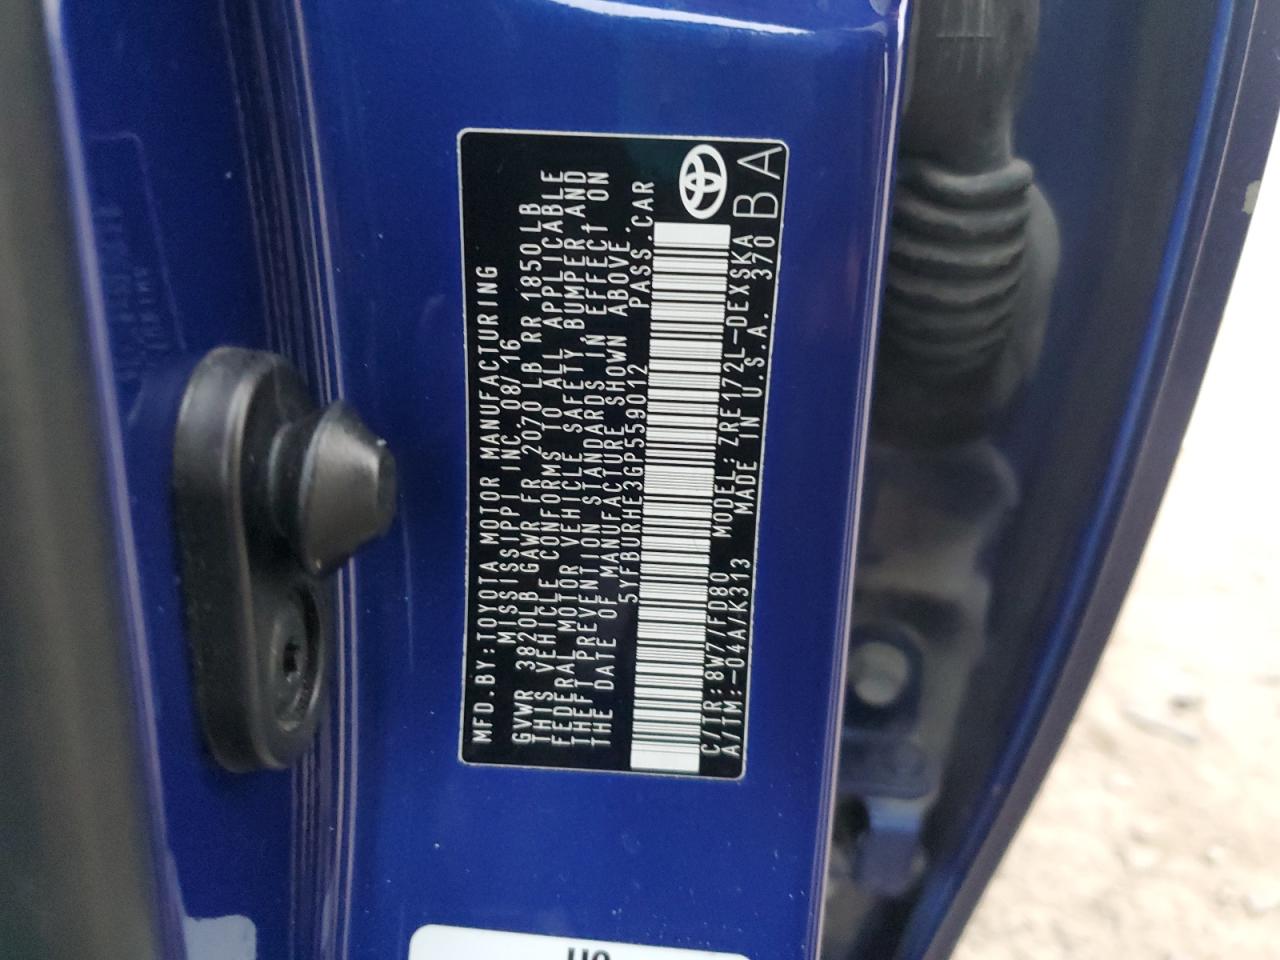 MFD.BY:TOYOTA MOTOR MANUFACTURING
MISSISSIPPI INC. 08/16
GVWR 3820LB GAWR FR 2070 LB RR 1850 LB
THIS VEHICLE CONFORMS TO ALL APPLICABLE
FEDERAL MOTOR VEHICLE SAFETY, BUMPER, AND
THEFT PREVENTION STANDARDS IN EFFECT ON
THE DATE OF MANUFACTURE SHOWN ABOVE.
5YFBURHE3GP559012 PASS.CAR
C/TR:8W7/FD80 MODEL:ZRE172L-DEXSKA
A/TM:-04A/K313 MADE IN U.S.A. 370
BA